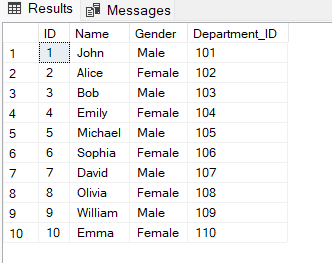 Results Messages
ID Name Gender Department_ID
1 1 John Male 101
2 2 Alice Female 102
3 3 Bob Male 103
4 4 Emily Female 104
5 5 Michael Male 105
6 6 Sophia Female 106
7 7 David Male 107
8 8 Olivia Female 108
9 9 William Male 109
10 10 Emma Female 110